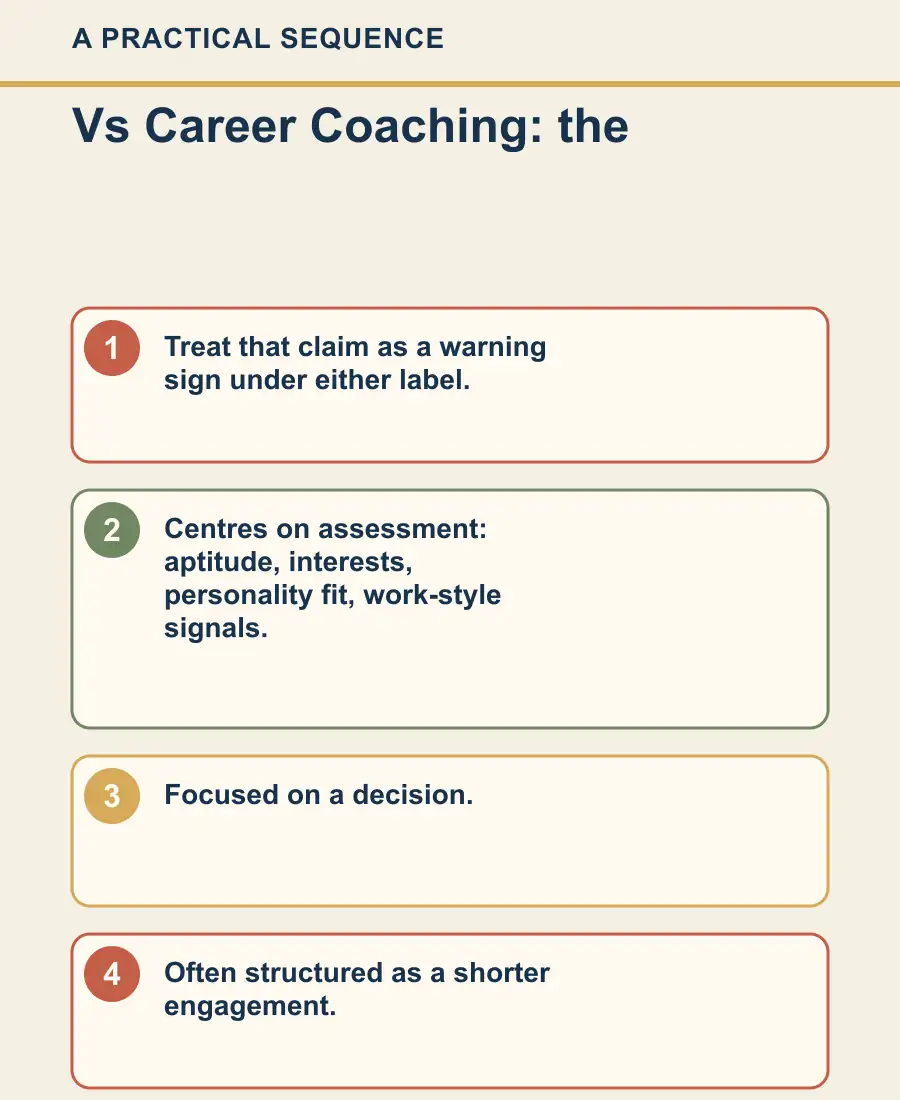 A PRACTICAL SEQUENCE
Vs Career Coaching: the
1
Treat that claim as a warning
sign under either label.
2
Centres on assessment:
aptitude, interests,
personality fit, work-style
signals.
3
Focused on a decision.
4
Often structured as a shorter
engagement.